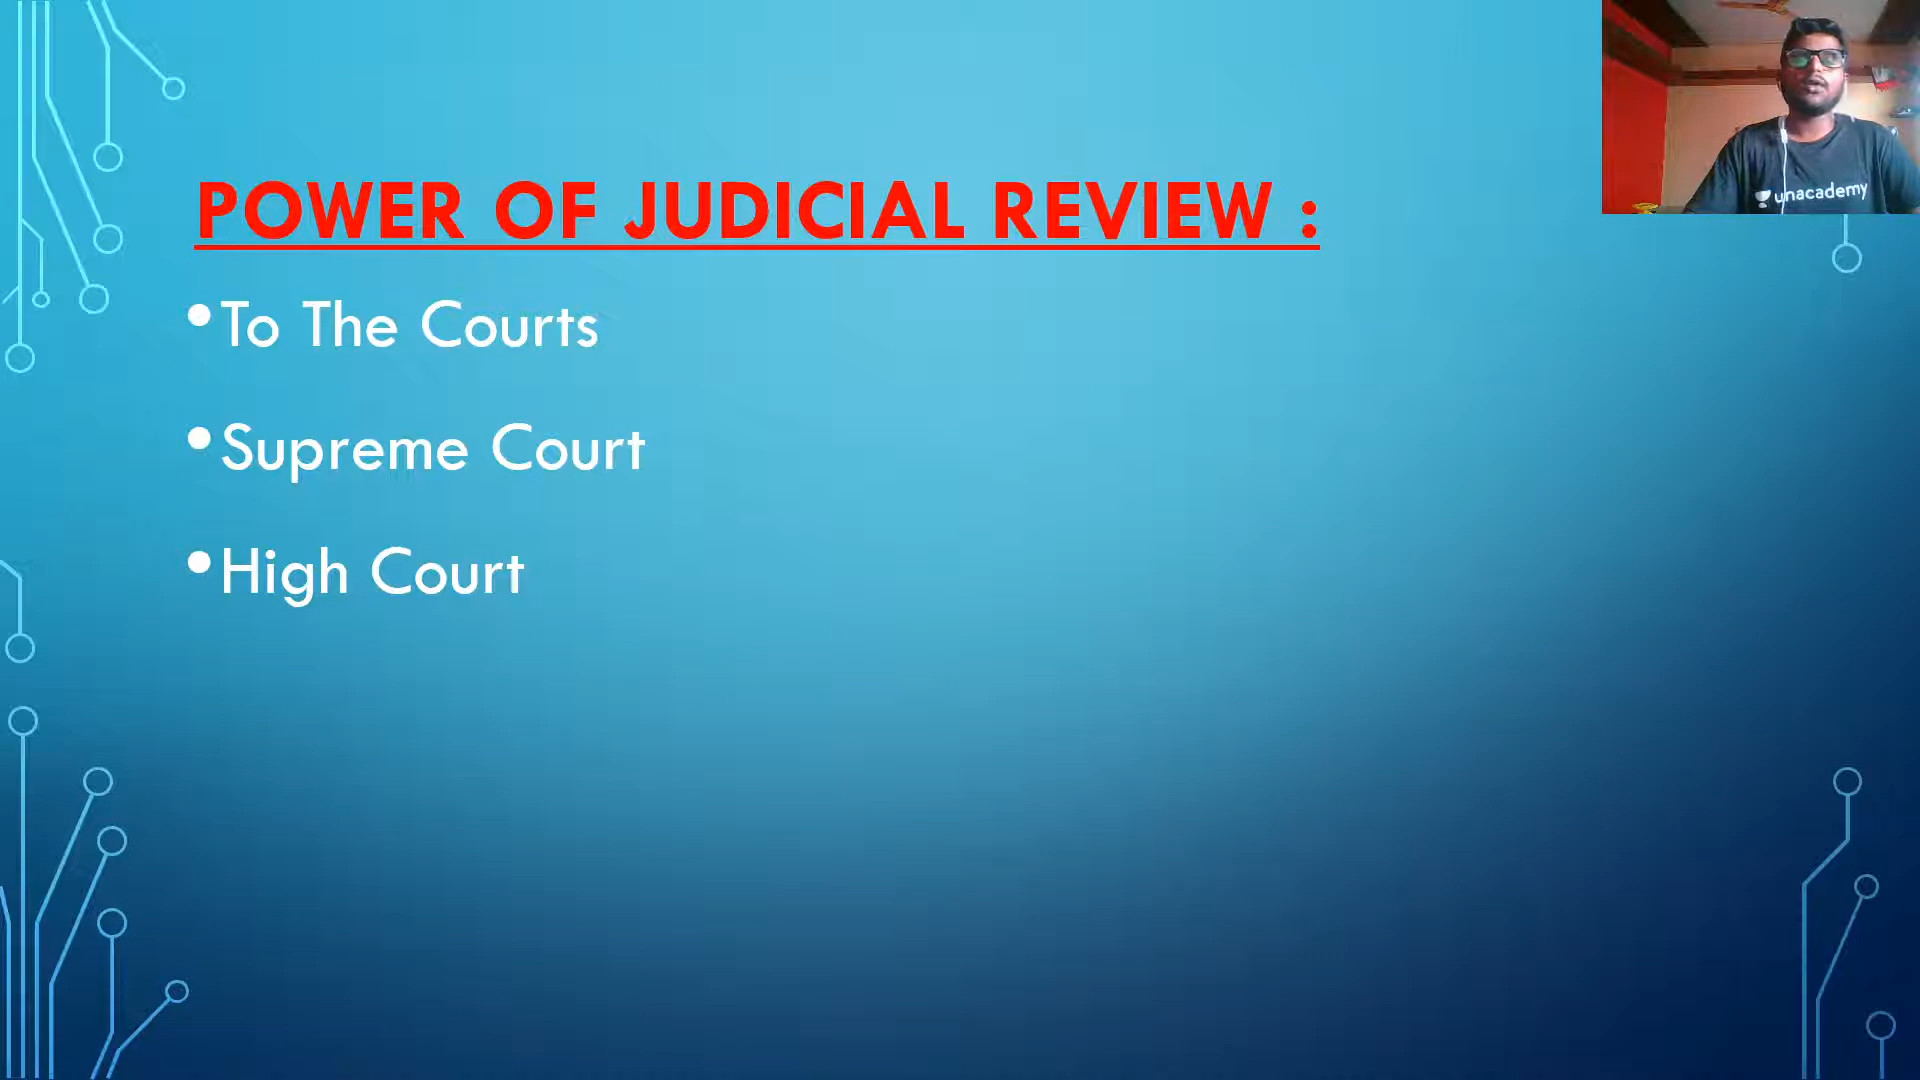 POWER OF JUDICIAL REVIEW :
•To The Courts
•Supreme Court
•High Court
unacademy